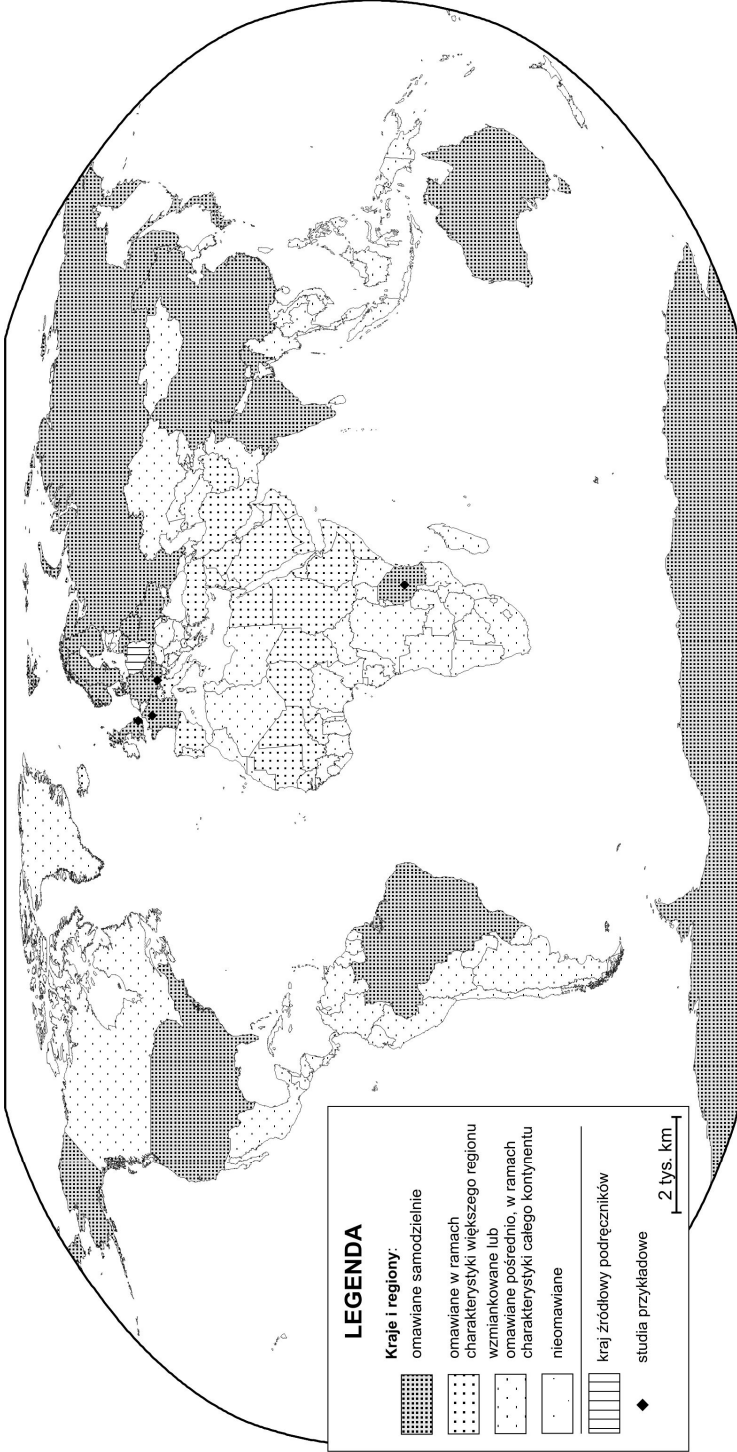 LEGENDA
Kraje i regiony:
omawiane samodzielnie
omawiane w ramach
charakterystyki większego regionu
wzmiankowane lub
omawiane pośrednio, w ramach
charakterystyki całego kontynentu
nieomawiane
kraj źródłowy podręczników
studia przykładowe
2 tys. km